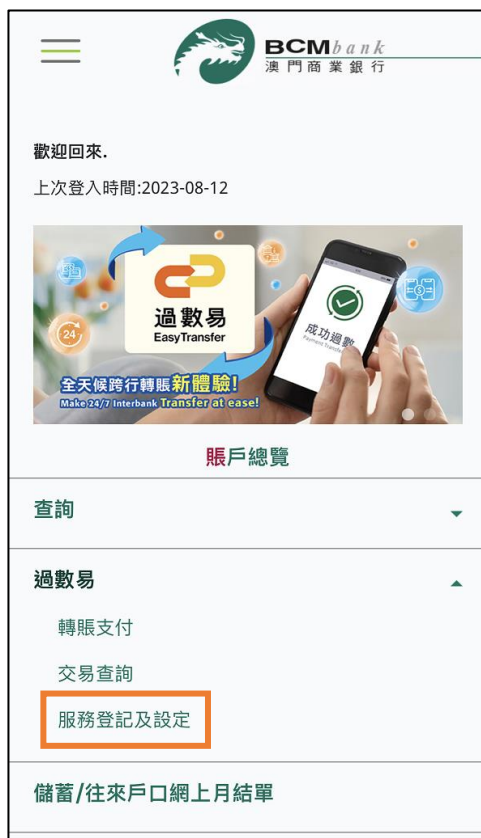 BCMbank
澳門商業銀行
歡迎回來.
上次登入時間:2023-08-12
24
過數易
EasyTransfer
成功過數
全天候跨行轉賬新體驗!
Make 24/7 Interbank Transfer at ease!
賬戶總覽
查詢
過數易
轉賬支付
交易查詢
服務登記及設定
儲蓄/往來戶口網上月結單